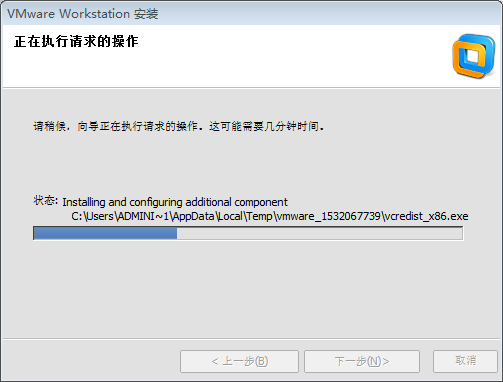 VMware Workstation 安装
正在执行请求的操作
请稍候，向导正在执行请求的操作。这可能需要几分钟时间。
状态: Installing and configuring additional component
C:\Users\ADMINI~1\AppData\Local\Temp\vmware_1532067739\vcredist_x86.exe
< 上一步(B)
下一步(N)>
取消